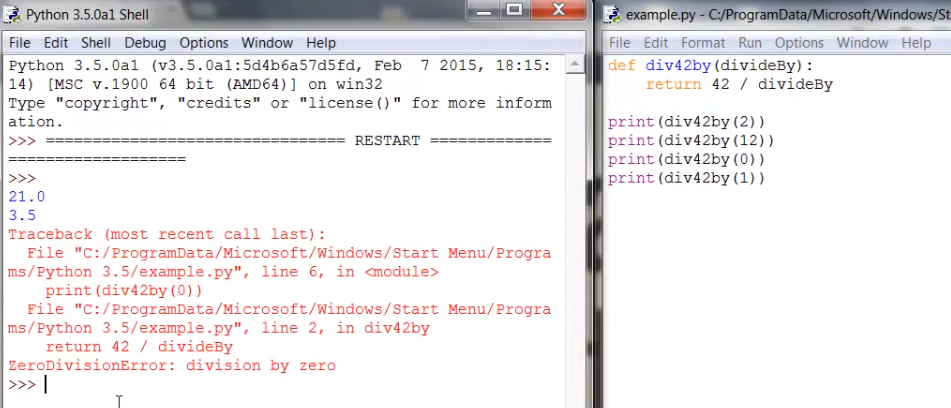 Python 3.5.0a1 Shell
File Edit Shell Debug Options Window Help
Python 3.5.0a1 (v3.5.0a1:5d4b6a57d5fd, Feb  7 2015, 18:15:
14) [MSC v.1900 64 bit (AMD64)] on win32
Type "copyright", "credits" or "license()" for more inform
ation.
>>> ================================ RESTART =============
===================
>>>
21.0
3.5
Traceback (most recent call last):
  File "C:/ProgramData/Microsoft/Windows/Start Menu/Progra
ms/Python 3.5/example.py", line 6, in <module>
    print(div42by(0))
  File "C:/ProgramData/Microsoft/Windows/Start Menu/Progra
ms/Python 3.5/example.py", line 2, in div42by
    return 42 / divideBy
ZeroDivisionError: division by zero
>>>
example.py - C:/ProgramData/Microsoft/Windows/St
File Edit Format Run Options Window Help
def div42by(divideBy):
    return 42 / divideBy
print(div42by(2))
print(div42by(12))
print(div42by(0))
print(div42by(1))